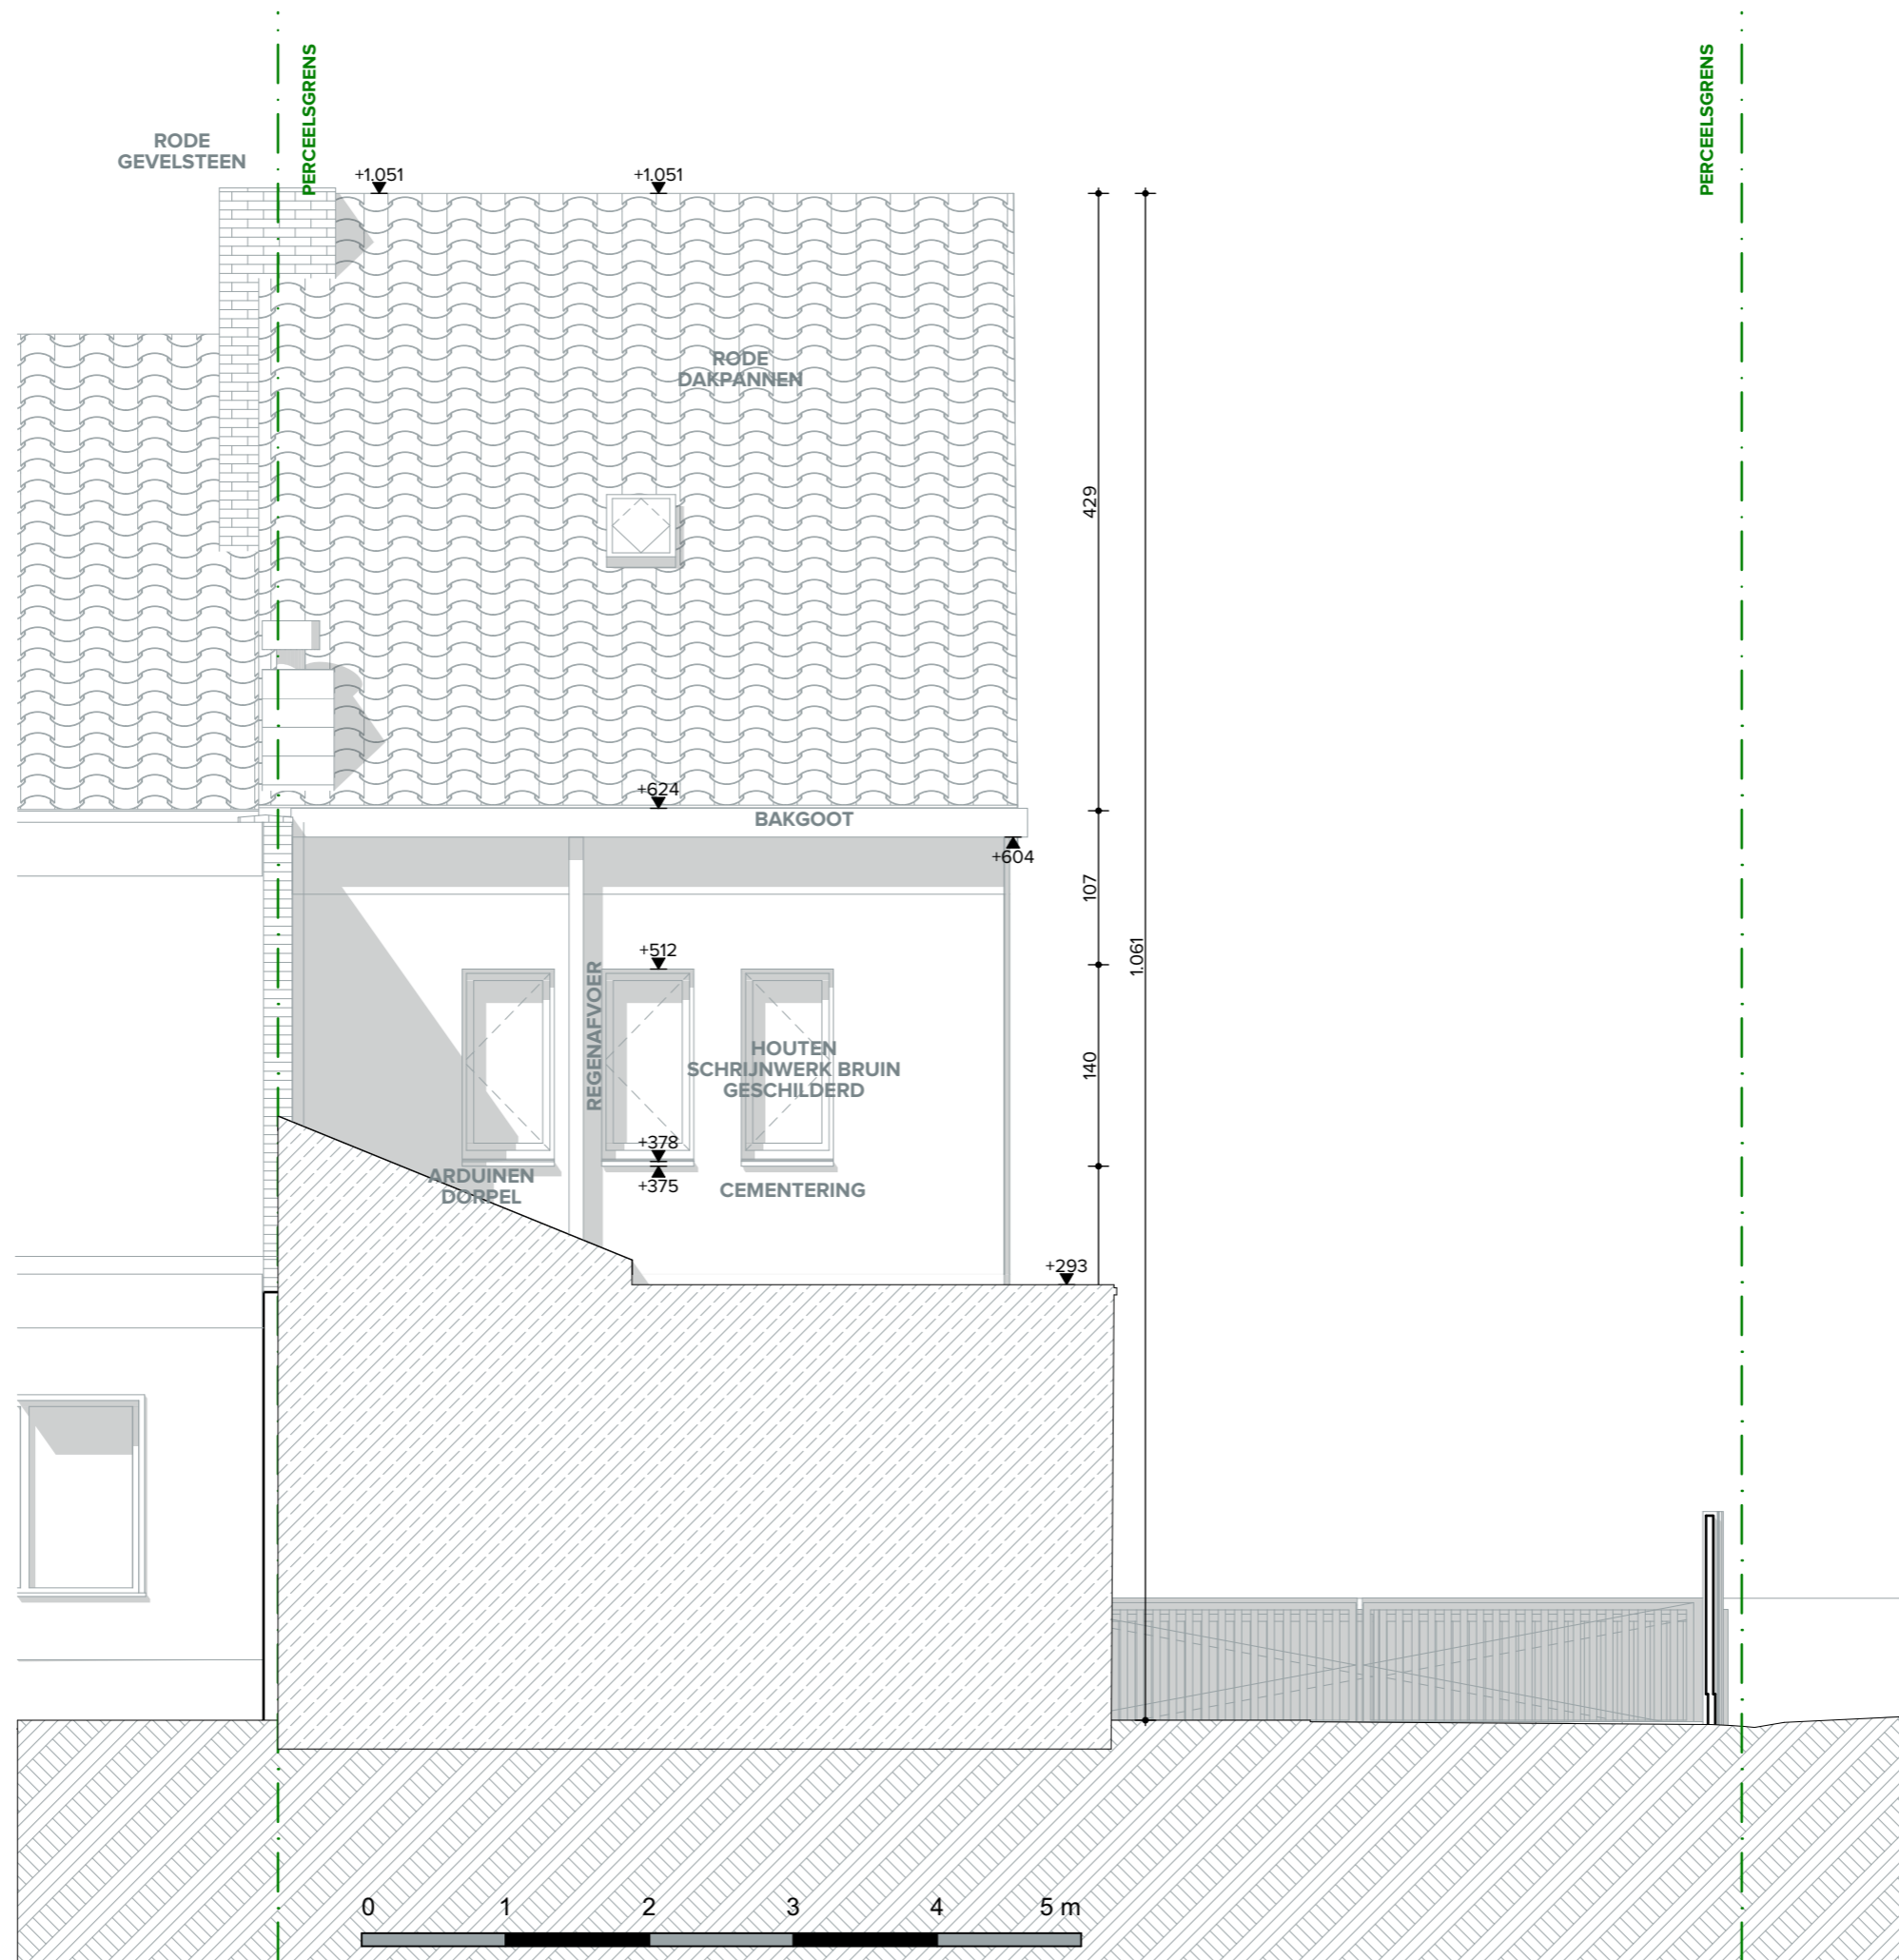 PERCEELSGRENS
PERCEELSGRENS
RODE
GEVELSTEEN
+1.051
+1.051
RODE
DAKPANNEN
429
+624
BAKGOOT
+604
107
+512
1.061
REGENAFVOER
HOUTEN
SCHRIJNWERK BRUIN
GESCHILDERD
140
+378
ARDUINEN
DORPEL
+375
CEMENTERING
+293
0 1 2 3 4 5 m